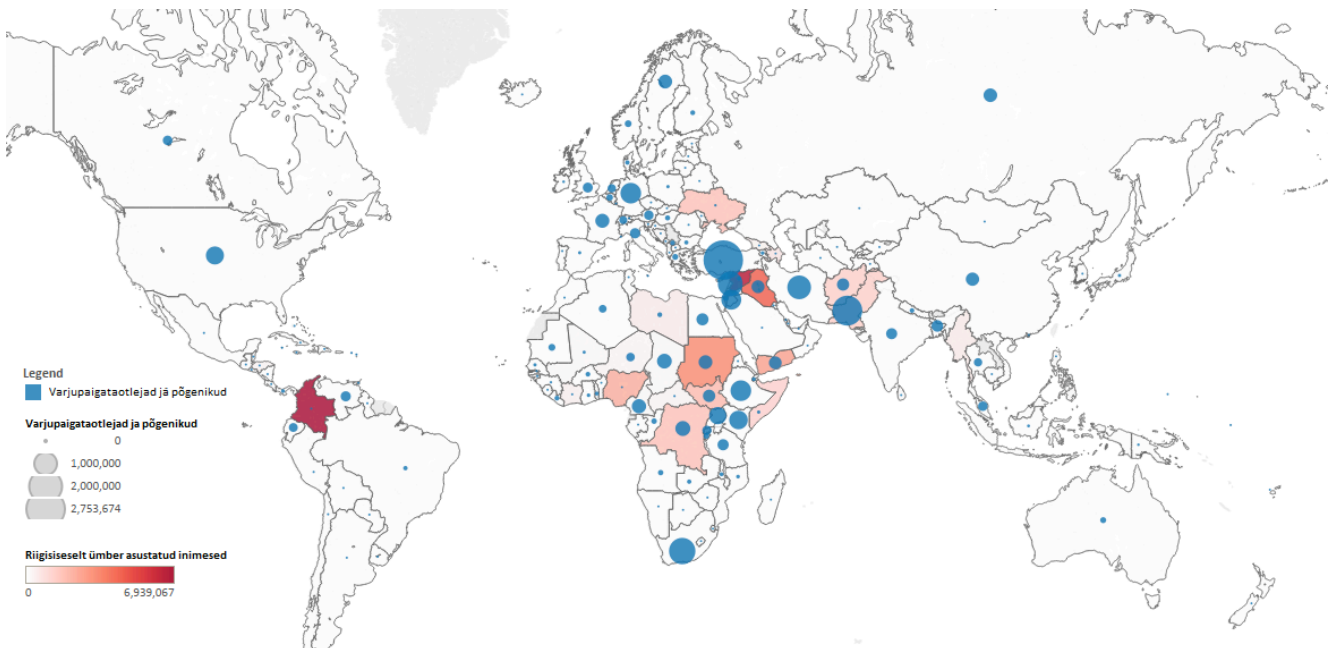 Legend
Varjupaigataotlejad ja põgenikud
Varjupaigataotlejad ja põgenikud
0
1,000,000
2,000,000
2,753,674
Riigisiseselt ümber asustatud inimesed
0 6,939,067